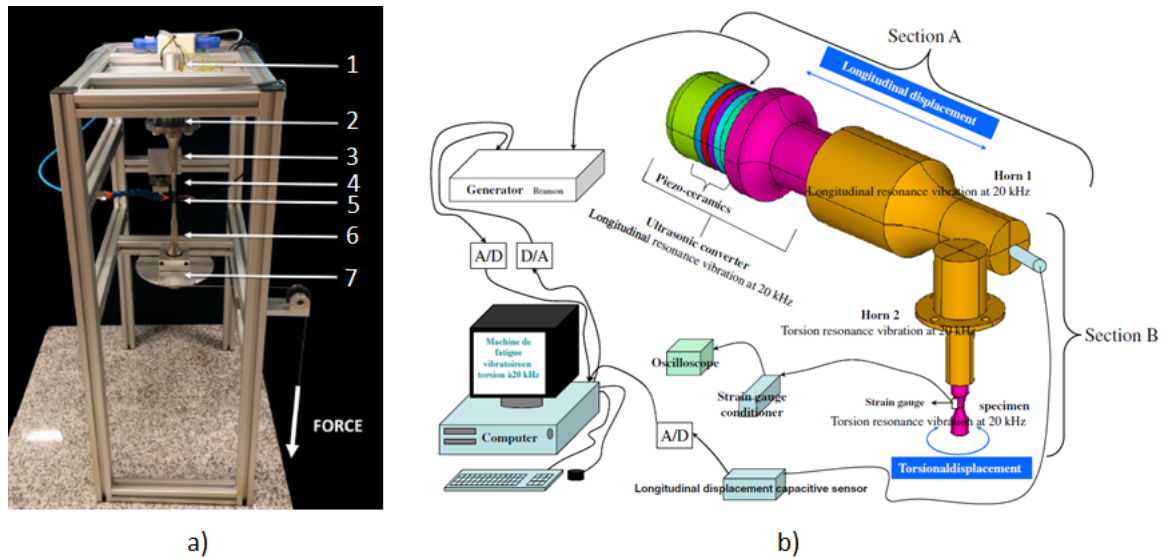 1
2
3
4
5
6
7
FORCE
a)
Section A
Longitudinal displacement
Generator Branson
Piezo-ceramics
Ultrasonic converter
Longitudinal resonance vibration at 20 kHz
Horn 1
Longitudinal resonance vibration at 20 kHz
A/D
D/A
Horn 2
Torsion resonance vibration at 20 kHz
Section B
Machine de
fatigue
vibratoireen
torsion à20 kHz
Oscilloscope
Strain gauge
conditioner
Strain gauge
specimen
Torsion resonance vibration at 20 kHz
Computer
A/D
Torsionaldisplacement
Longitudinal displacement capacitive sensor
b)